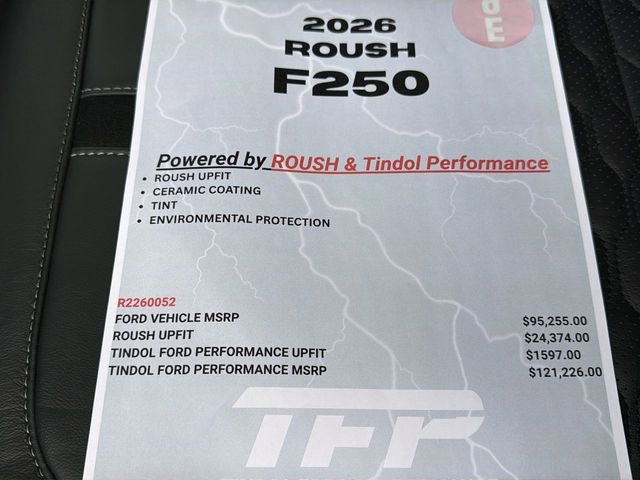 2026
ROUSH
F250
Powered by ROUSH & Tindol Performance
• ROUSH UPFIT
• CERAMIC COATING
• TINT
• ENVIRONMENTAL PROTECTION
R2260052
FORD VEHICLE MSRP $95,255.00
ROUSH UPFIT $24,374.00
TINDOL FORD PERFORMANCE UPFIT $1597.00
TINDOL FORD PERFORMANCE MSRP $121,226.00
TFP